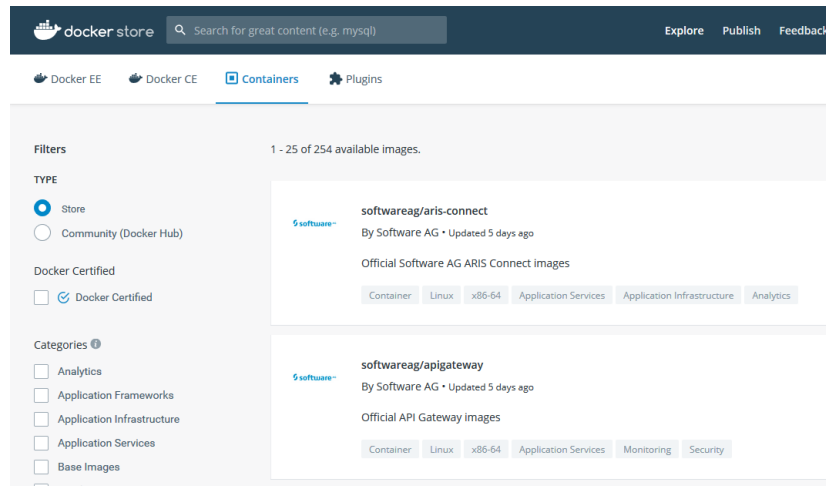 docker store Search for great content (e.g. mysql) Explore Publish Feedback
Docker EE Docker CE Containers Plugins
Filters
1 - 25 of 254 available images.
TYPE
Store
Community (Docker Hub)
Docker Certified
Docker Certified
Categories
Analytics
Application Frameworks
Application Infrastructure
Application Services
Base Images
software AG
softwareag/aris-connect
By Software AG • Updated 5 days ago
Official Software AG ARIS Connect images
Container Linux x86-64 Application Services Application Infrastructure Analytics
software AG
softwareag/apigateway
By Software AG • Updated 5 days ago
Official API Gateway images
Container Linux x86-64 Application Services Monitoring Security